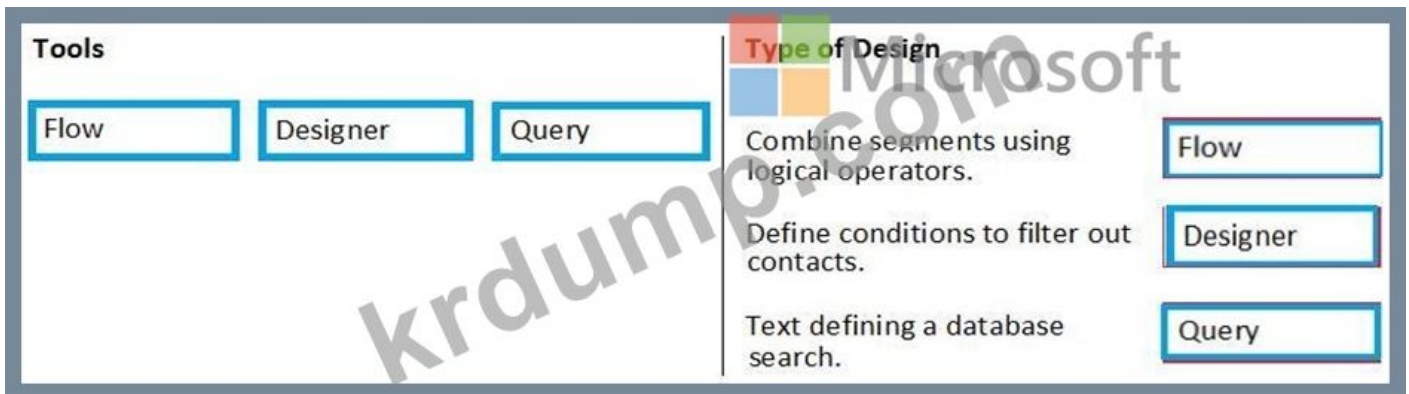 Tools
Flow
Designer
Query
Type of Design
Microsoft
Combine segments using
logical operators.
Flow
Define conditions to filter out
contacts.
Designer
Text defining a database
search.
Query
krdump.com